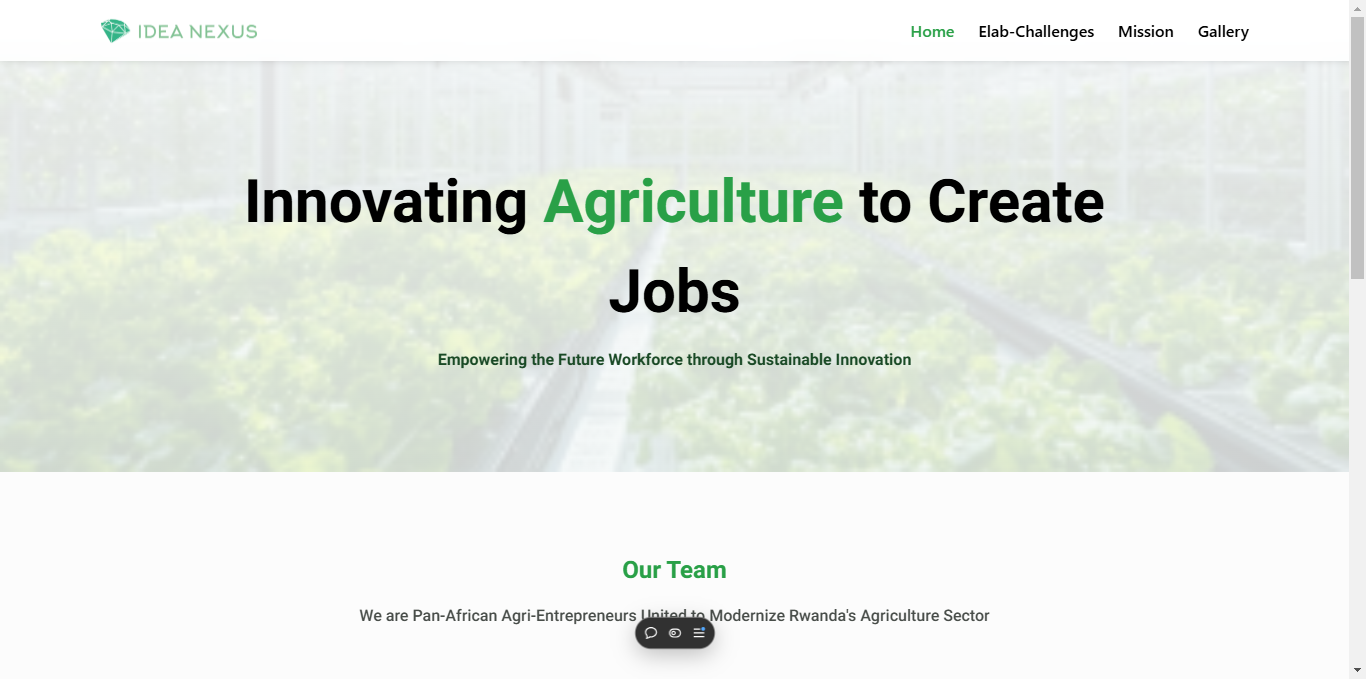 IDEA NEXUS
Home Elab-Challenges Mission Gallery
Innovating Agriculture to Create
Jobs
Empowering the Future Workforce through Sustainable Innovation
Our Team
We are Pan-African Agri-Entrepreneurs United to Modernize Rwanda's Agriculture Sector